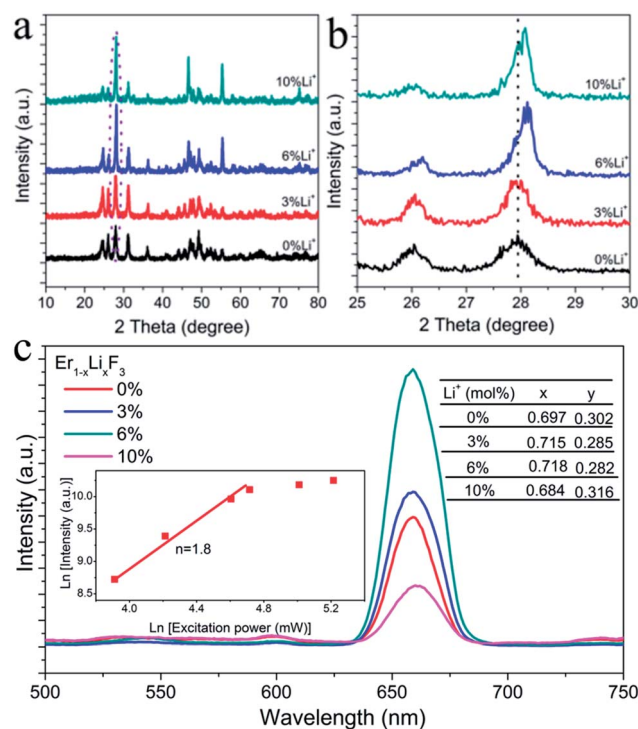 a
Intensity (a.u.)
10%Li⁺
6%Li⁺
3%Li⁺
0%Li⁺
10 20 30 40 50 60 70 80
2 Theta (degree)
b
Intensity (a.u.)
10%Li⁺
6%Li⁺
3%Li⁺
0%Li⁺
25 26 27 28 29 30
2 Theta (degree)
c
Intensity (a.u.)
Er₁₋ₓLiₓF₃
0%
3%
6%
10%
Li⁺ (mol%) x y
0% 0.697 0.302
3% 0.715 0.285
6% 0.718 0.282
10% 0.684 0.316
Ln [Intensity (a.u.)]
10.0
9.5
9.0
8.5
n=1.8
4.0 4.4 4.8 5.2
Ln [Excitation power (mW)]
500 550 600 650 700 750
Wavelength (nm)